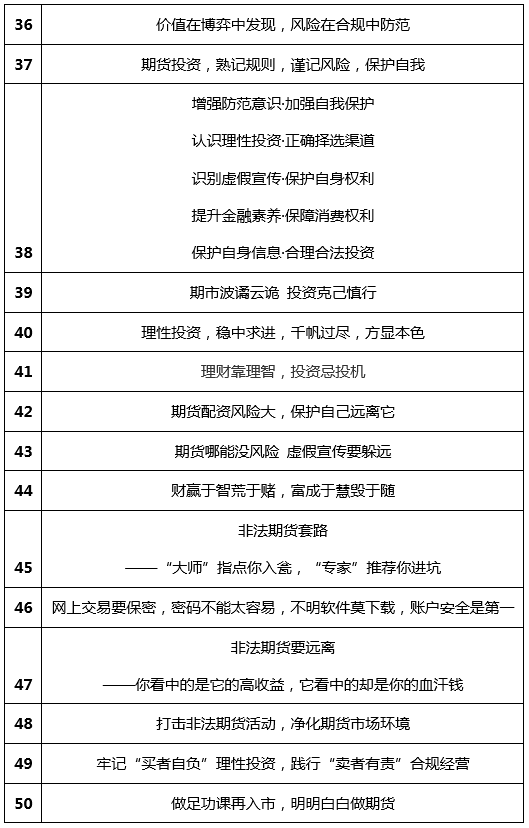 36 价值在博弈中发现，风险在合规中防范
37 期货投资，熟记规则，谨记风险，保护自我
增强防范意识·加强自我保护
认识理性投资·正确择选渠道
识别虚假宣传·保护自身权利
提升金融素养·保障消费权利
38 保护自身信息·合理合法投资
39 期市波谲云诡 投资克己慎行
40 理性投资，稳中求进，千帆过尽，方显本色
41 理财靠理智，投资忌投机
42 期货配资风险大，保护自己远离它
43 期货哪能没风险 虚假宣传要躲远
44 财赢于智荒于赌，富成于慧毁于随
非法期货套路
45 ——“大师”指点你入瓮，“专家”推荐你进坑
46 网上交易要保密，密码不能太容易，不明软件莫下载，账户安全是第一
非法期货要远离
47 ——你看中的是它的高收益，它看中的却是你的血汗钱
48 打击非法期货活动，净化期货市场环境
49 牢记“买者自负”理性投资，践行“卖者有责”合规经营
50 做足功课再入市，明明白白做期货